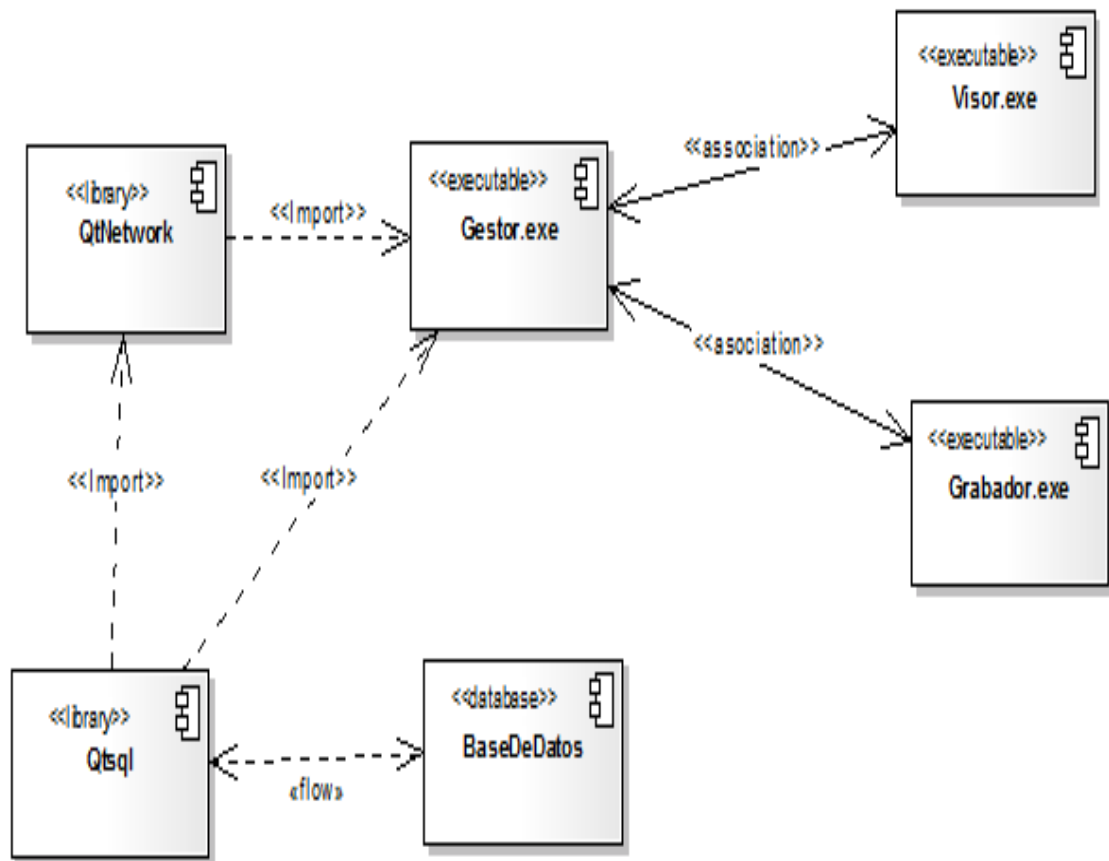 <<executable>>
Visor.exe
<<association>>
<<library>>
QtNetwork
<<Import>>
<<executable>>
Gestor.exe
<<asociation>>
<<executable>>
Grabador.exe
<<Import>>
<<Import>>
<<library>>
Qtsql
«flow»
<<database>>
BaseDeDatos